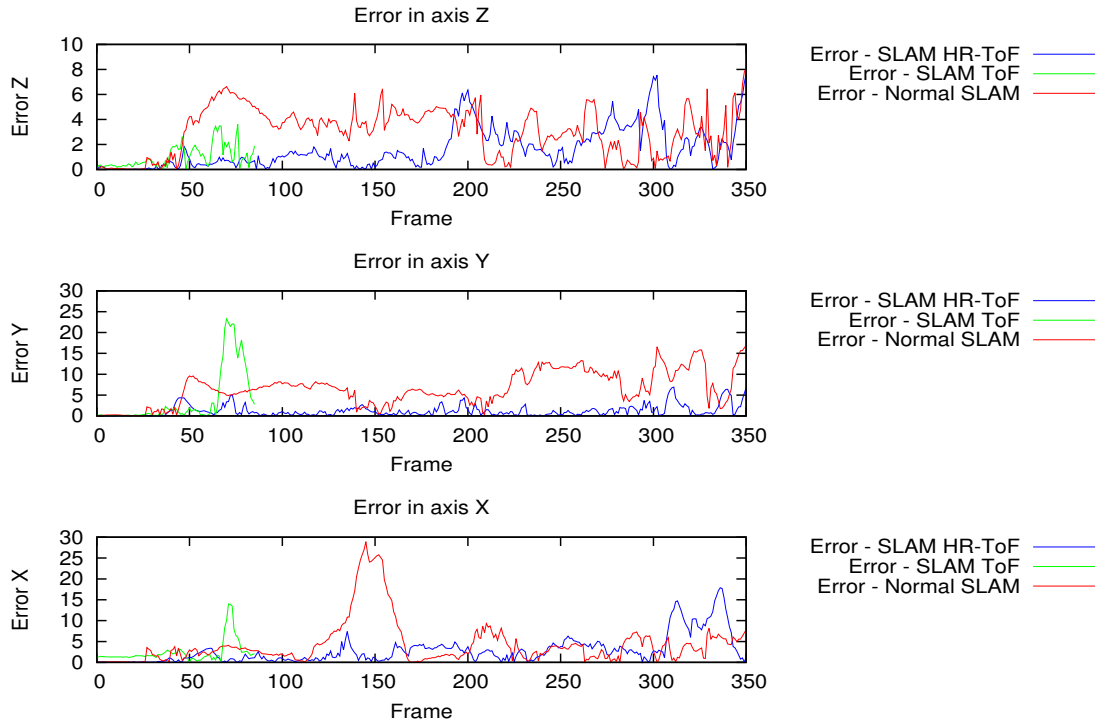 Error in axis Z
Error Z
10
8
6
4
2
0
0 50 100 150 200 250 300 350
Frame
Error - SLAM HR-ToF
Error - SLAM ToF
Error - Normal SLAM
Error in axis Y
Error Y
30
25
20
15
10
5
0
0 50 100 150 200 250 300 350
Frame
Error - SLAM HR-ToF
Error - SLAM ToF
Error - Normal SLAM
Error in axis X
Error X
30
25
20
15
10
5
0
0 50 100 150 200 250 300 350
Frame
Error - SLAM HR-ToF
Error - SLAM ToF
Error - Normal SLAM